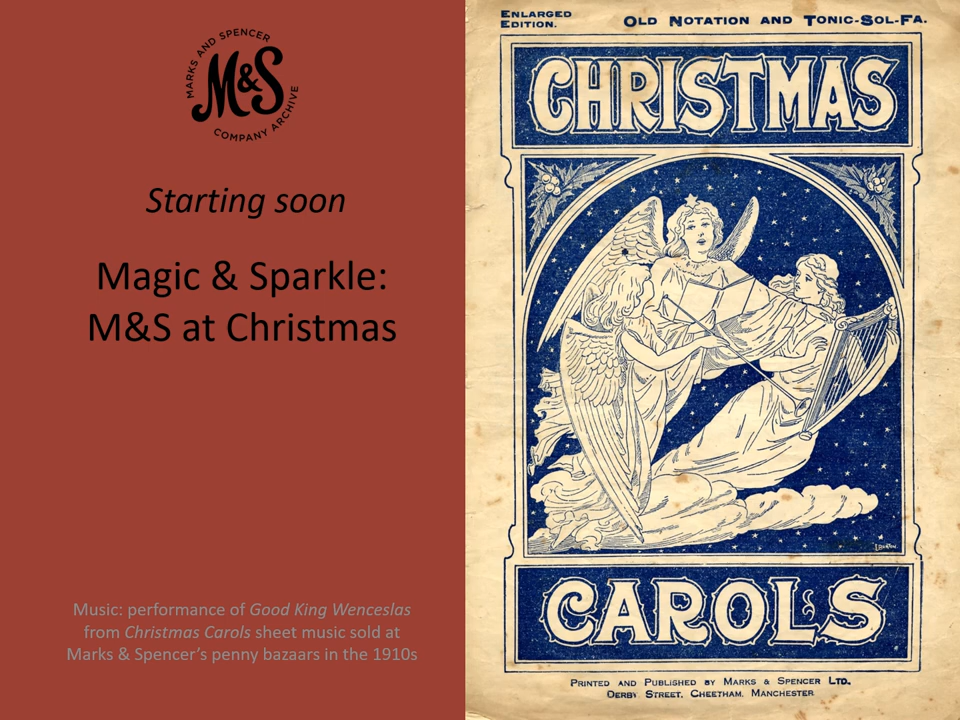 MARKS AND SPENCER
M&S
COMPANY ARCHIVE
Starting soon
Magic & Sparkle:
M&S at Christmas
Music: performance of Good King Wenceslas
from Christmas Carols sheet music sold at
Marks & Spencer's penny bazaars in the 1910s
ENLARGED
EDITION.
OLD NOTATION AND TONIC-SOL-FA.
CHRISTMAS
CAROLS
PRINTED AND PUBLISHED BY MARKS & SPENCER LTD.,
DERBY STREET, CHEETHAM, MANCHESTER